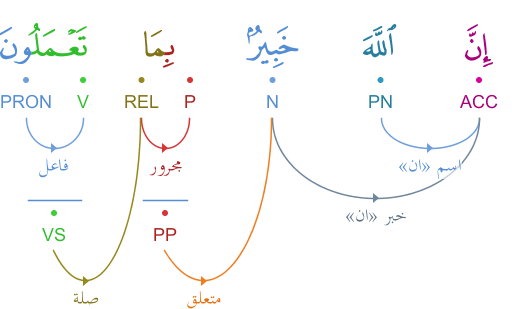 إِنَّ ٱللَّهَ خَبِيرٌۢ بِمَا تَعْمَلُونَ
ACC PN N P REL V PRON
فاعل مجرور اسم «ان»
خبر «ان»
VS PP
صلة متعلق